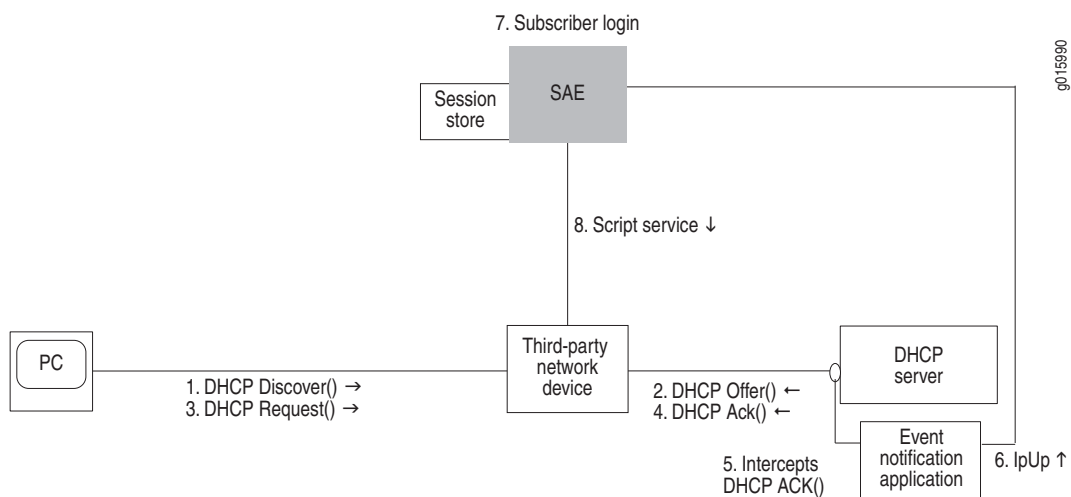 7. Subscriber login
g015990
SAE
Session
store
8. Script service ↓
PC
Third-party
network
device
DHCP
server
1. DHCP Discover() →
3. DHCP Request() →
2. DHCP Offer() ←
4. DHCP Ack() ←
Event
notification
application
5. Intercepts
DHCP ACK()
6. IpUp ↑